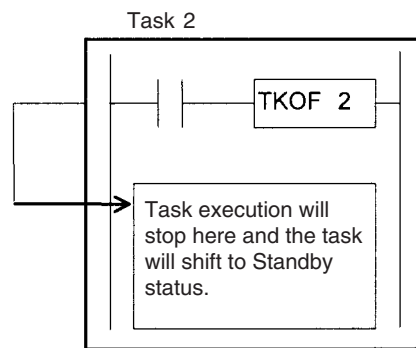 Task 2
TKOF 2
Task execution will
stop here and the task
will shift to Standby
status.